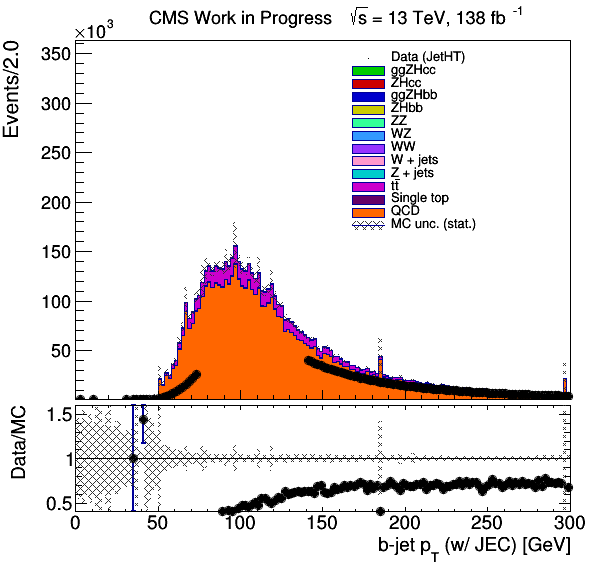 CMS Work in Progress √s = 13 TeV, 138 fb⁻¹
×10³
Events/2.0
350
300
250
200
150
100
50
Data (JetHT)
ggZHcc
ZHcc
ggZHbb
ZHbb
ZZ
WZ
WW
W + jets
Z + jets
tt̄
Single top
QCD
MC unc. (stat.)
Data/MC
1.5
1
0.5
0 50 100 150 200 250 300
b-jet p_T (w/ JEC) [GeV]